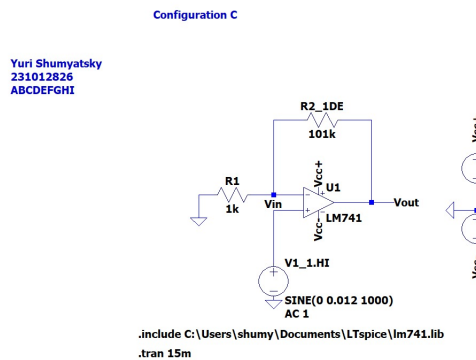 Configuration C
Yuri Shumyatsky
231012826
ABCDEFGHI
R2_1DE
101k
R1
1k
Vin
Vcc+
U1
LM741
Vcc-
Vout
V1_1.HI
SINE(0 0.012 1000)
AC 1
.include C:\Users\shumy\Documents\LTspice\lm741.lib
.tran 15m